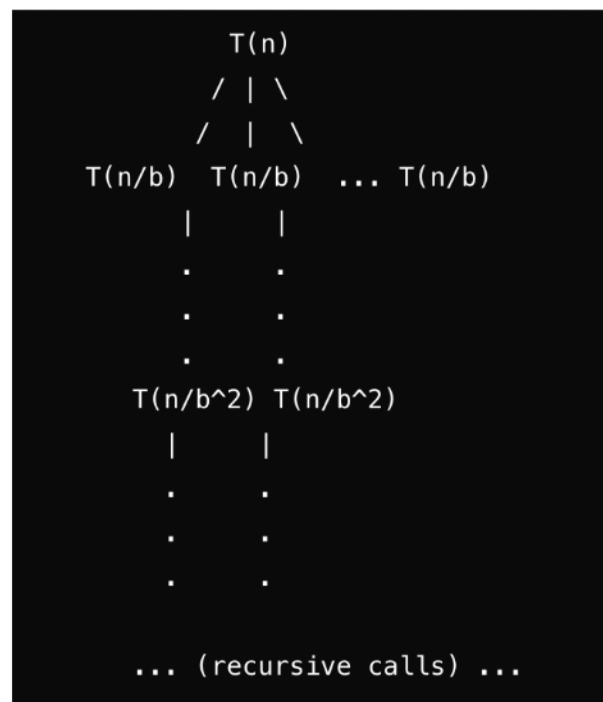 T(n)
/ | \
/ | \
T(n/b) T(n/b) ... T(n/b)
| |
. .
. .
. .
T(n/b^2) T(n/b^2)
| |
. .
. .
. .
... (recursive calls) ...